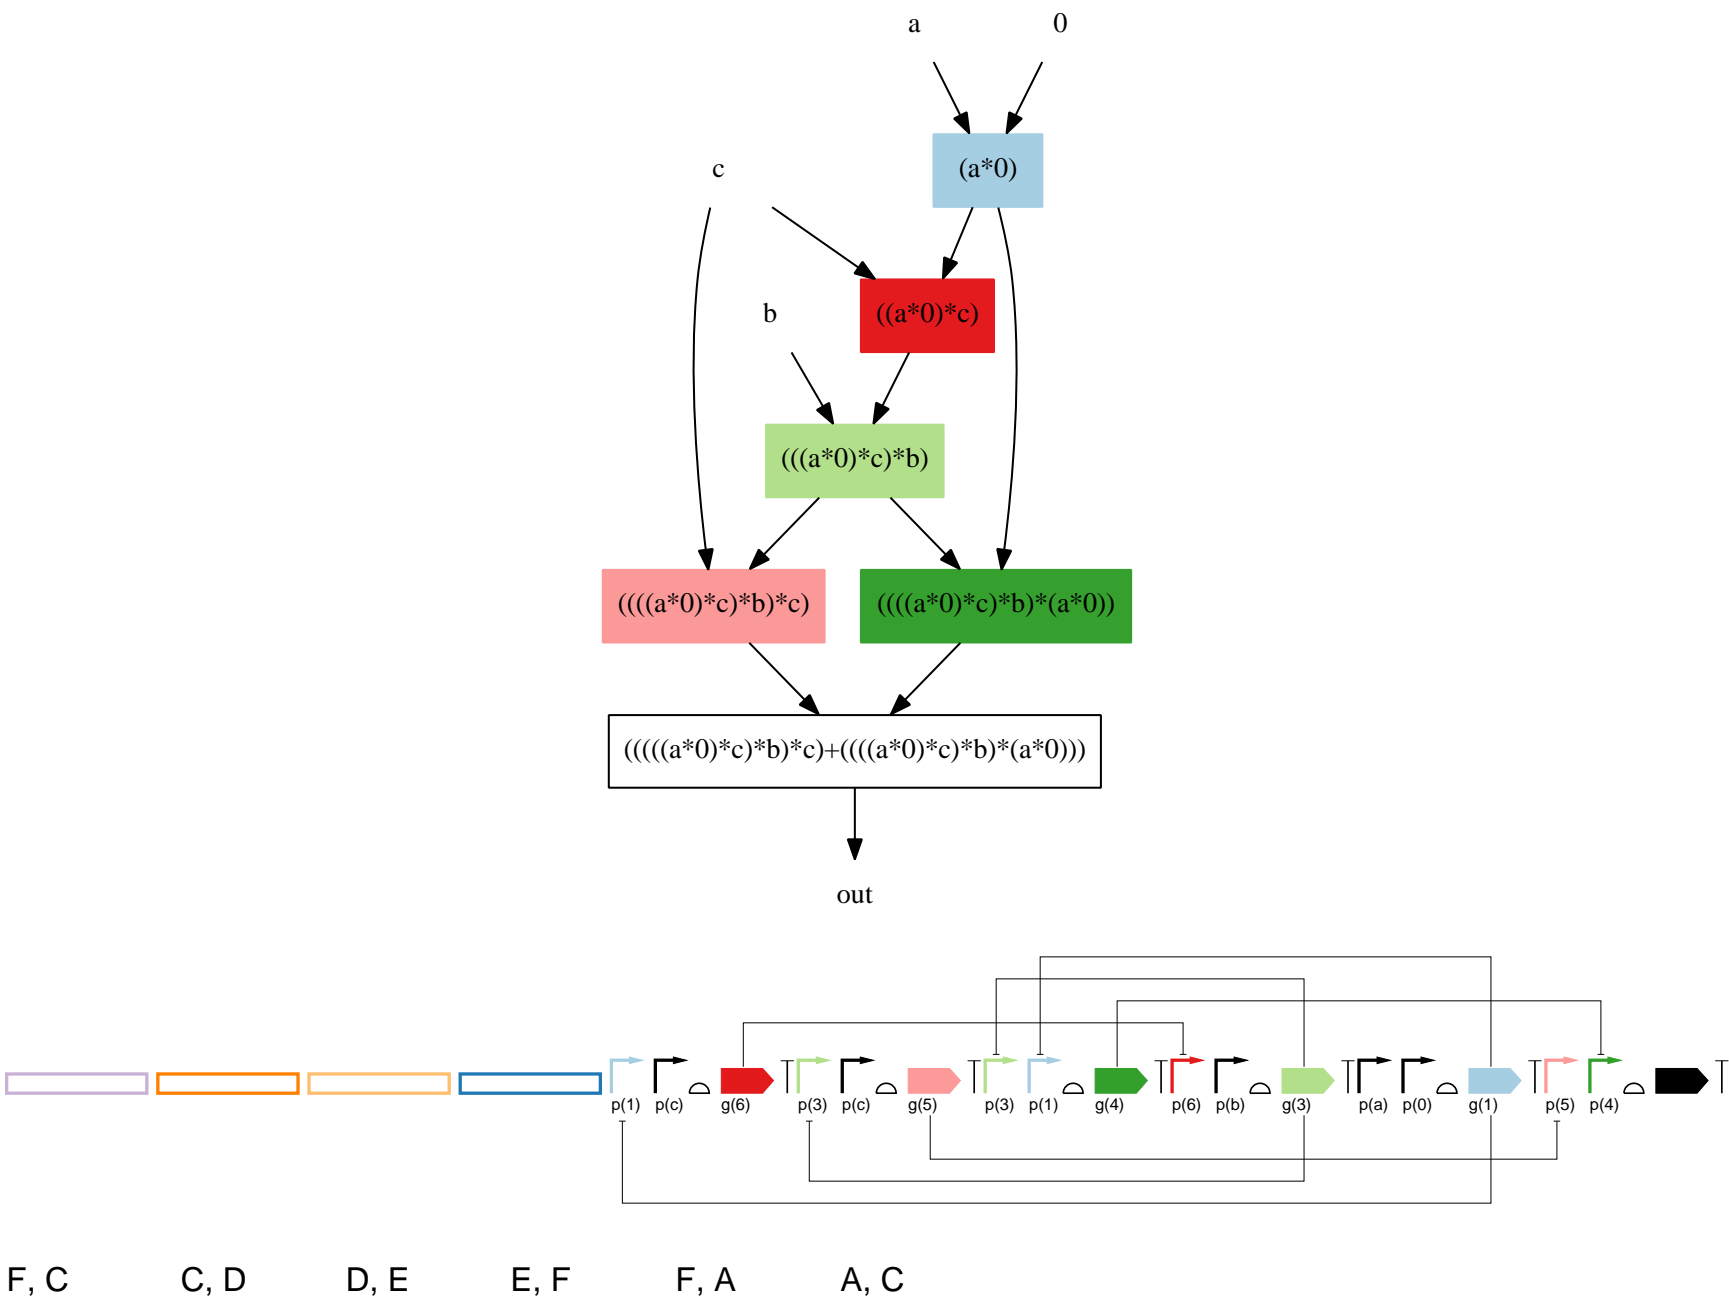 a 0
(a*0)
c
((a*0)*c)
b
(((a*0)*c)*b)
((((a*0)*c)*b)*c) ((((a*0)*c)*b)*(a*0))
(((((a*0)*c)*b)*c)+((((a*0)*c)*b)*(a*0)))
out
p(1) p(c) g(6) p(3) p(c) g(5) p(3) p(1) g(4) p(6) p(b) g(3) p(a) p(0) g(1) p(5) p(4)
F, C C, D D, E E, F F, A A, C